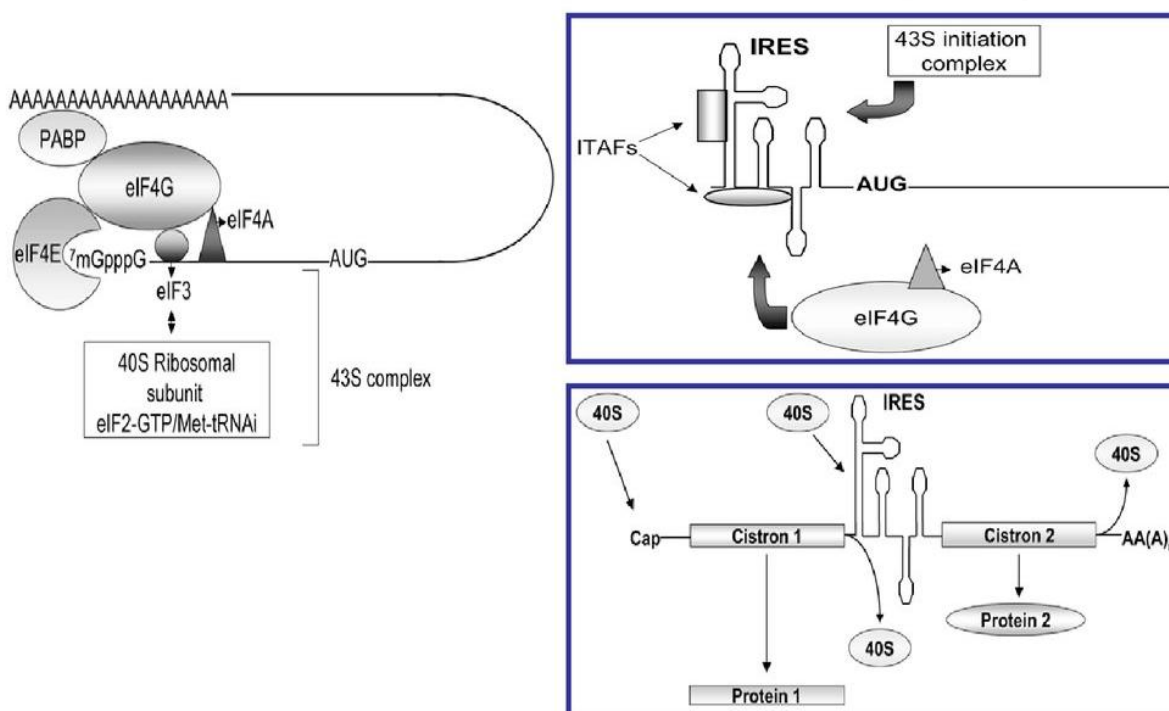 AAAAAAAAAAAAAAAAAA
PABP
eIF4G
eIF4A
eIF4E
⁷mGpppG
AUG
eIF3
40S Ribosomal
subunit
eIF2-GTP/Met-tRNAi
43S complex
IRES
43S initiation
complex
ITAFs
AUG
eIF4A
eIF4G
40S
40S
IRES
40S
Cap
Cistron 1
Cistron 2
AA(A)
Protein 2
40S
Protein 1